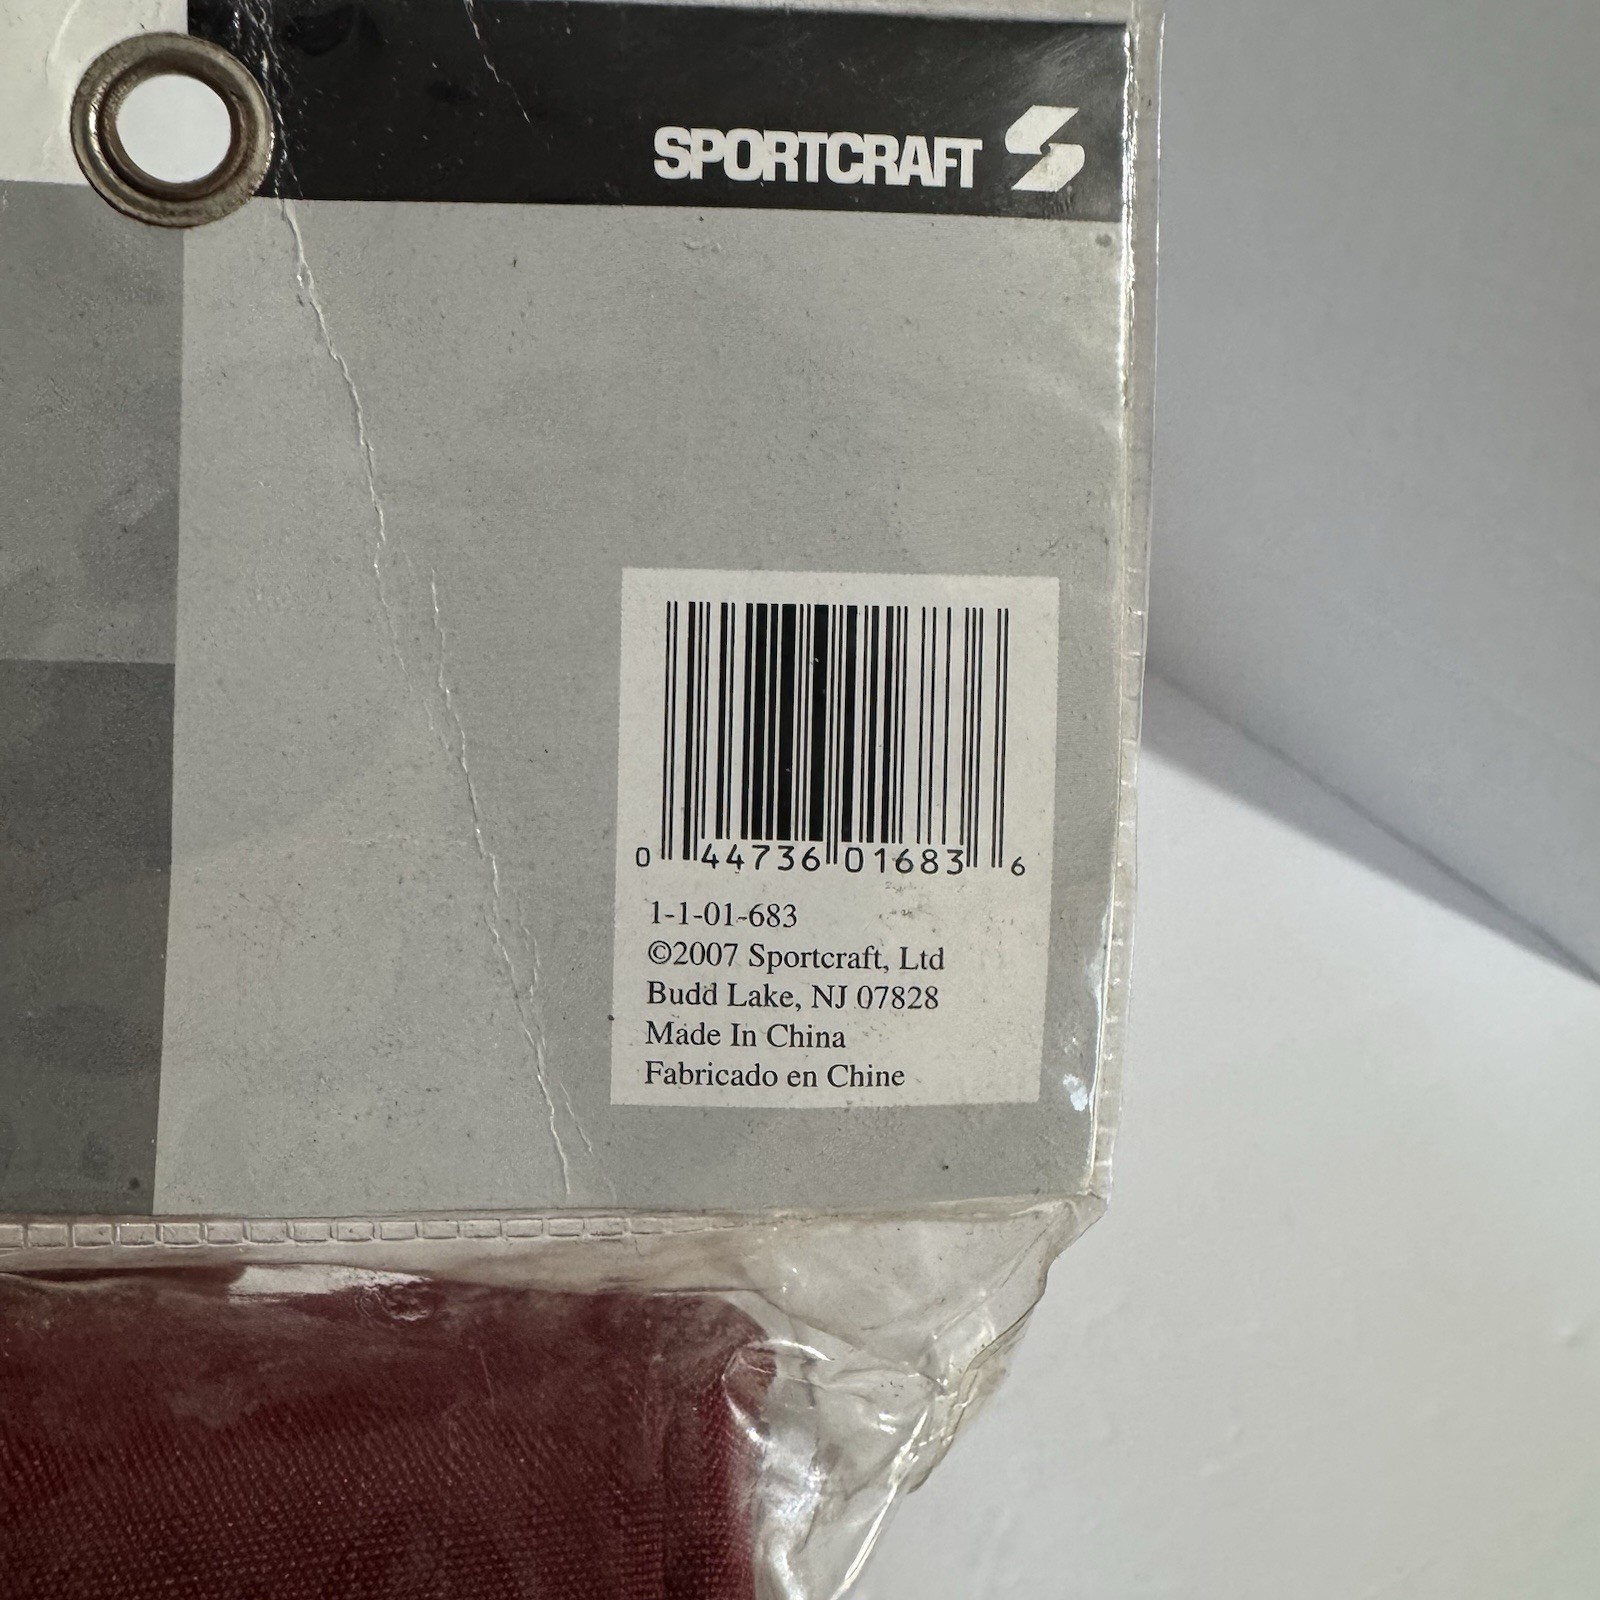 SPORTCRAFT
0 44736 01683 6
1-1-01-683
©2007 Sportcraft, Ltd
Budd Lake, NJ 07828
Made In China
Fabricado en Chine